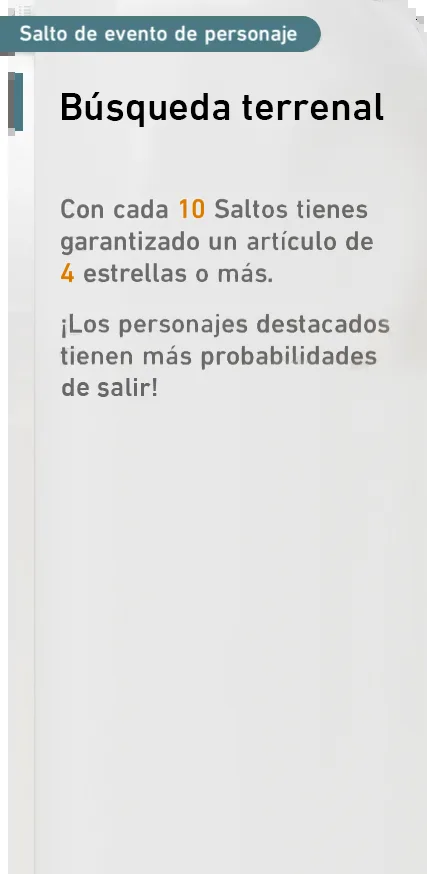 Salto de evento de personaje
Búsqueda terrenal
Con cada 10 Saltos tienes
garantizado un artículo de
4 estrellas o más.
¡Los personajes destacados
tienen más probabilidades
de salir!